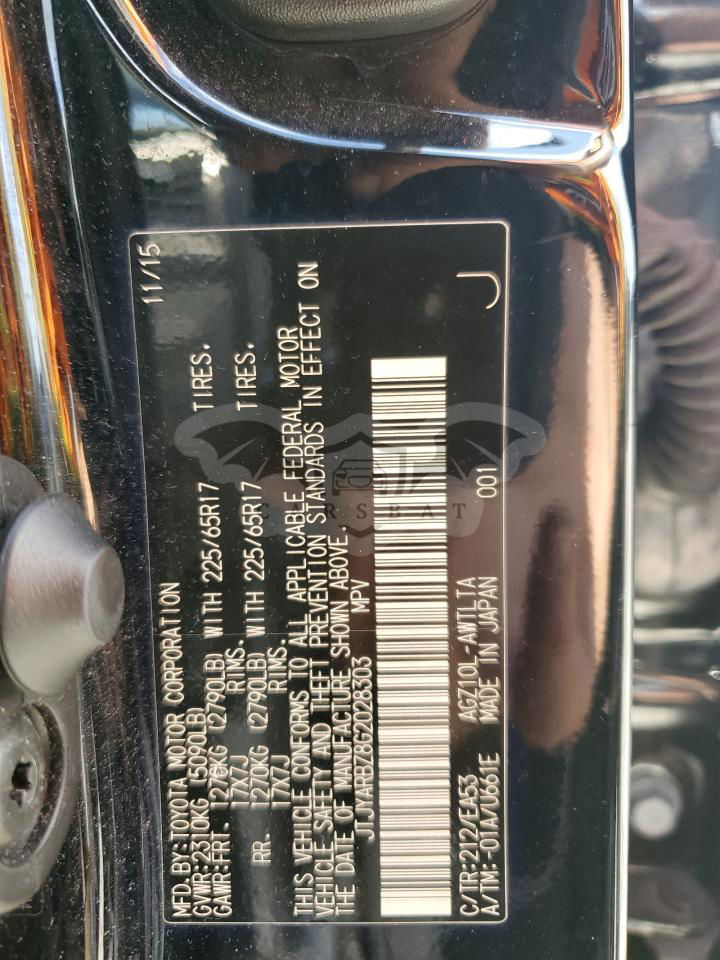 MFD.BY:TOYOTA MOTOR CORPORATION 11/15
GVWR:2310KG (5090LB)
GAWR:FRT. 1270KG (2790LB) WITH 225/65R17 TIRES.
17X7J RIMS.
RR. 1270KG (2790LB) WITH 225/65R17 TIRES.
17X7J RIMS.
THIS VEHICLE CONFORMS TO ALL APPLICABLE FEDERAL MOTOR
VEHICLE SAFETY AND THEFT PREVENTION STANDARDS IN EFFECT ON
THE DATE OF MANUFACTURE SHOWN ABOVE.
JTJYARBZ8G2028303 MPV
C/TR:212/EA53 AGZ10L-AWTLTA 001
A/TM:-01A/U661E MADE IN JAPAN J
CARSBAT